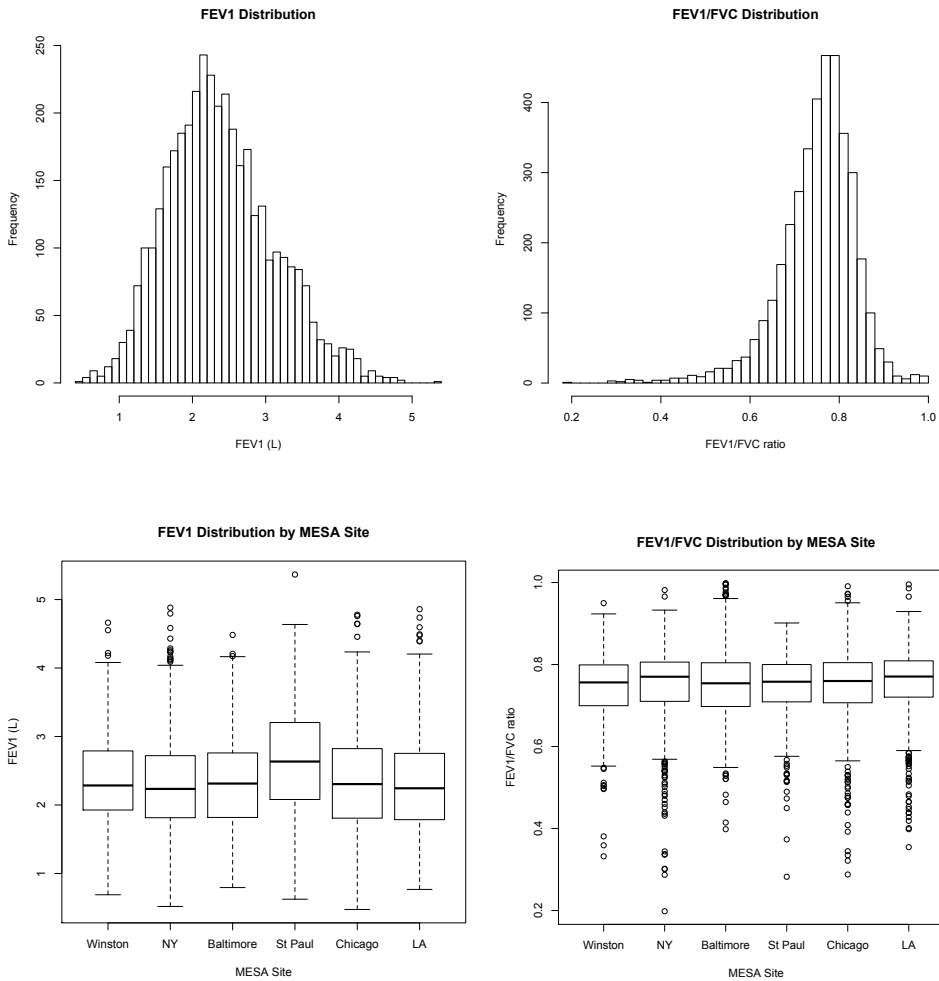 FEV1 Distribution
Frequency
0
50
100
150
200
250
1
2
3
4
5
FEV1 (L)
FEV1/FVC Distribution
Frequency
0
100
200
300
400
0.2
0.4
0.6
0.8
1.0
FEV1/FVC ratio
FEV1 Distribution by MESA Site
FEV1 (L)
1
2
3
4
5
Winston NY Baltimore St Paul Chicago LA
MESA Site
FEV1/FVC Distribution by MESA Site
FEV1/FVC ratio
0.2
0.4
0.6
0.8
1.0
Winston NY Baltimore St Paul Chicago LA
MESA Site